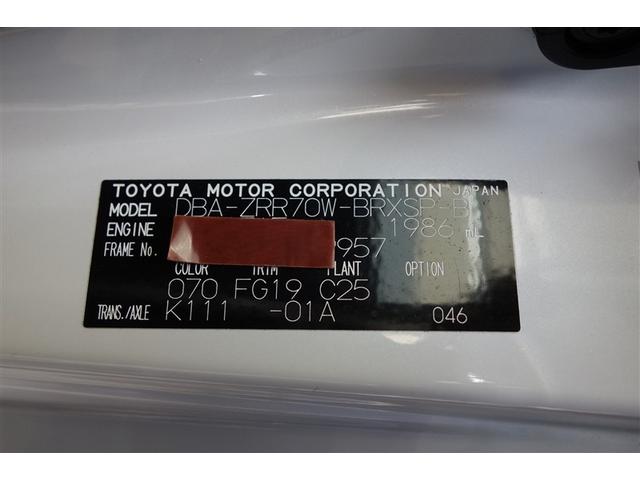 TOYOTA MOTOR CORPORATION JAPAN
MODEL DBA-ZRR70W-BRXSP-B
ENGINE 1986 mL
FRAME No. 957
COLOR TRIM PLANT OPTION
070 FG19 C25
TRANS./AXLE K111 -01A 046